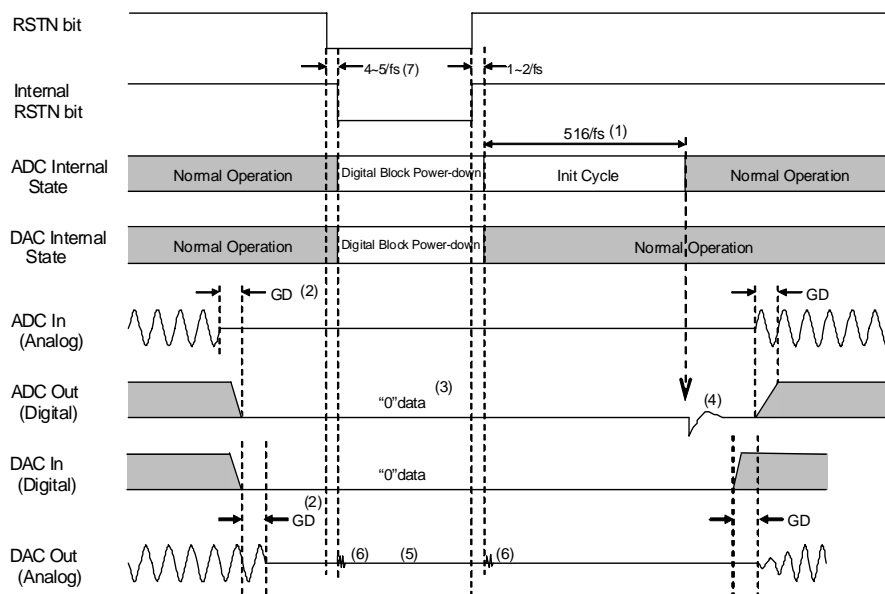 RSTN bit
4~5/fs (7)
1~2/fs
Internal
RSTN bit
516/fs (1)
ADC Internal
State
Normal Operation
Digital Block Power-down
Init Cycle
Normal Operation
DAC Internal
State
Normal Operation
Digital Block Power-down
Normal Operation
GD (2)
GD
ADC In
(Analog)
ADC Out
(Digital)
“0”data (3)
(4)
DAC In
(Digital)
“0”data
(2)
GD
GD
DAC Out
(Analog)
(6)
(5)
(6)